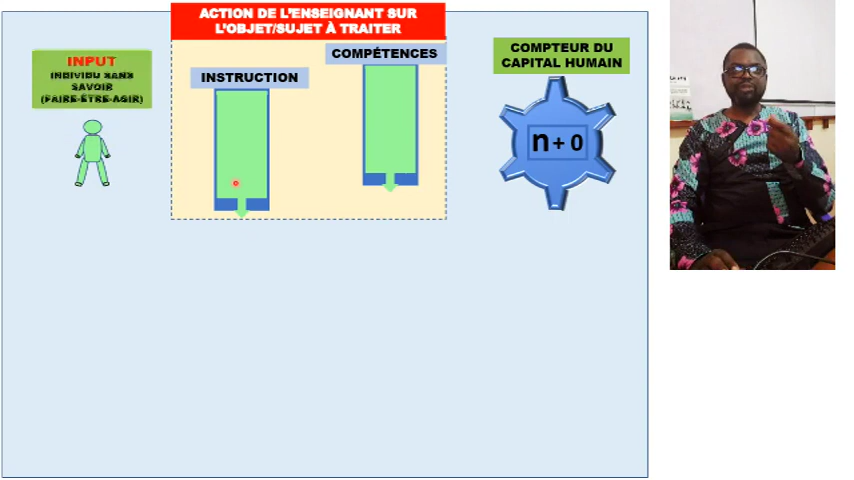 ACTION DE L'ENSEIGNANT SUR
L'OBJET/SUJET À TRAITER
INPUT
INDIVIDU SANS
SAVOIR
(FAIRE-ETRE-AGIR)
INSTRUCTION
COMPÉTENCES
COMPTEUR DU
CAPITAL HUMAIN
n+0